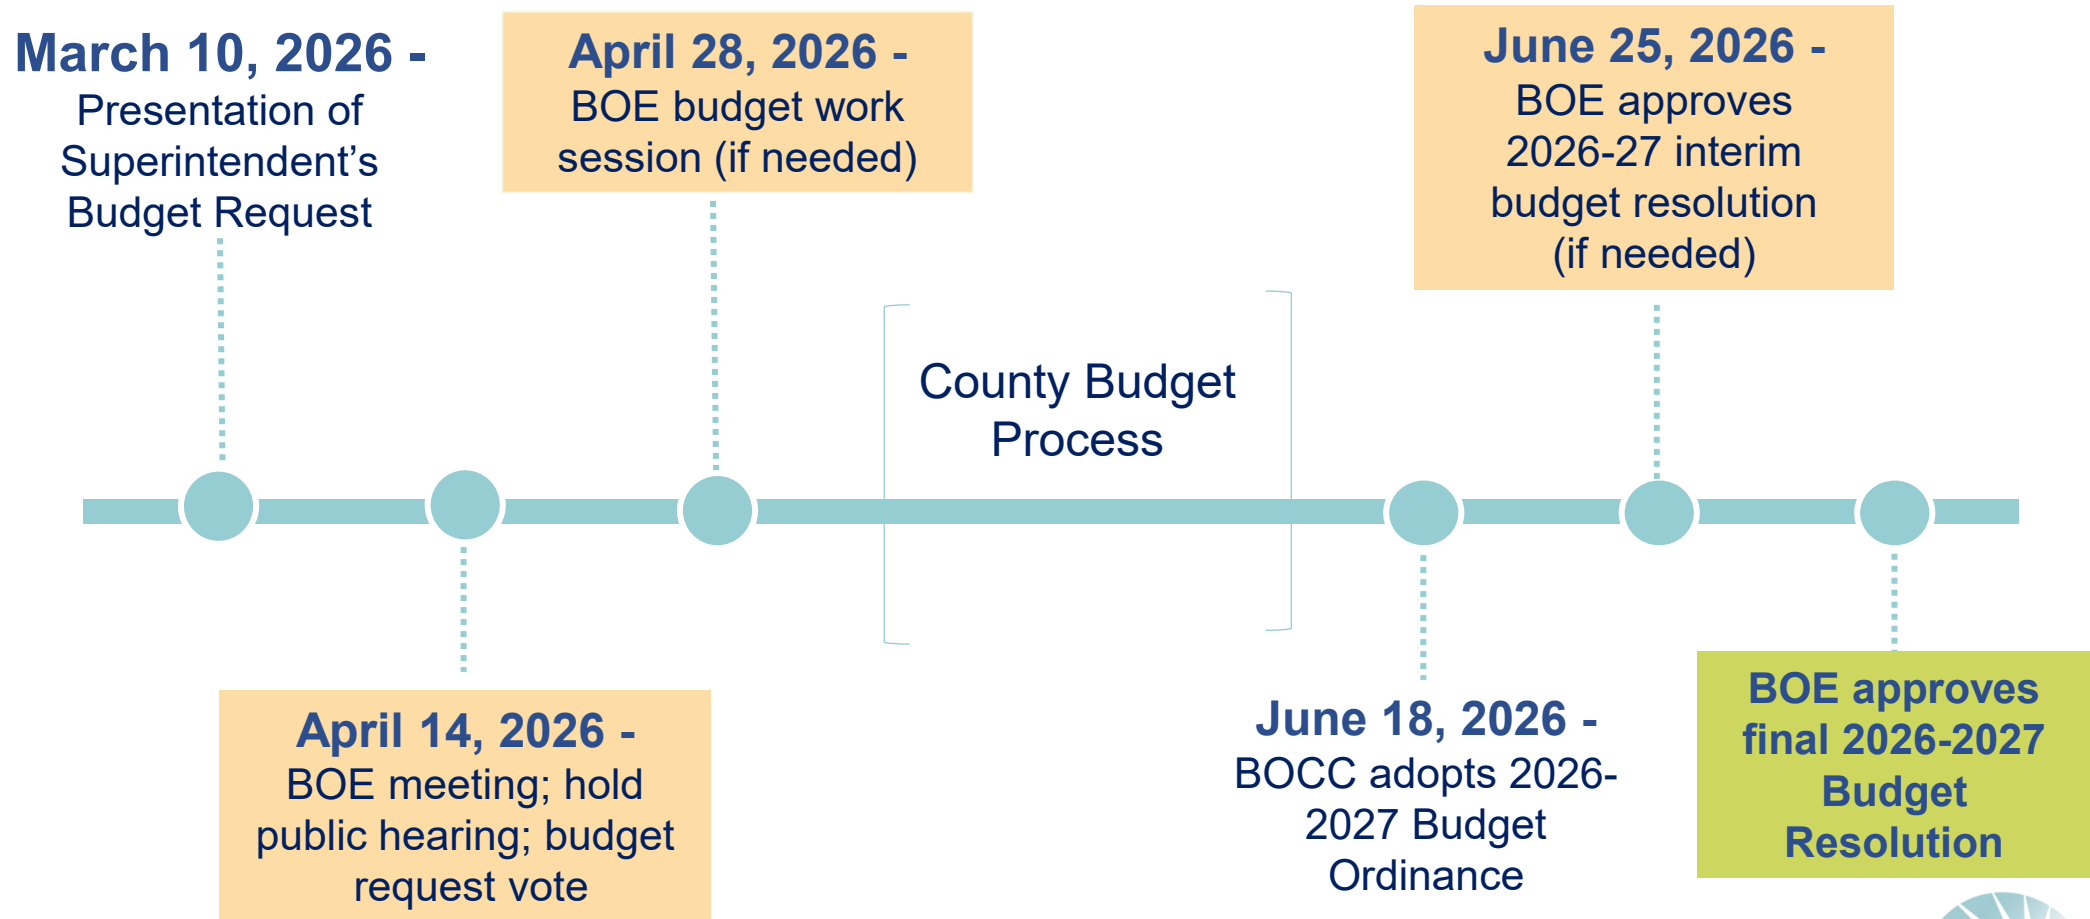 March 10, 2026 -
Presentation of
Superintendent’s
Budget Request
April 14, 2026 -
BOE meeting; hold
public hearing; budget
request vote
April 28, 2026 -
BOE budget work
session (if needed)
County Budget
Process
June 18, 2026 -
BOCC adopts 2026-
2027 Budget
Ordinance
June 25, 2026 -
BOE approves
2026-27 interim
budget resolution
(if needed)
BOE approves
final 2026-2027
Budget
Resolution